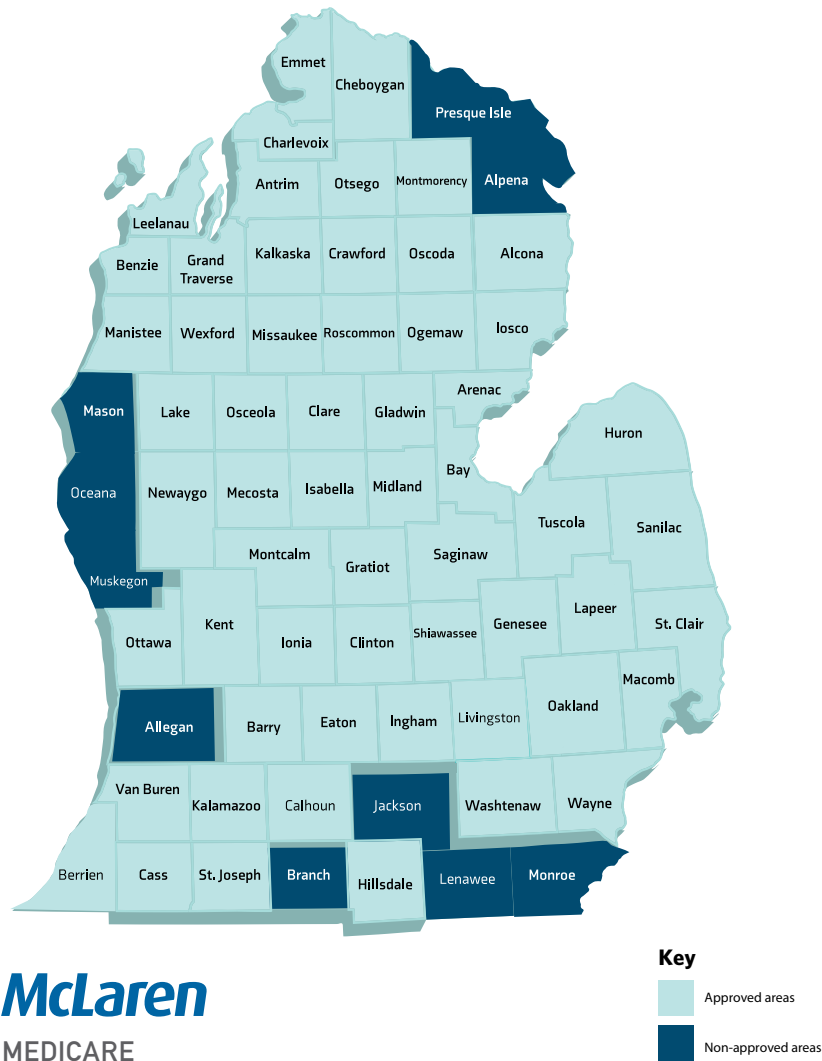 Emmet
Cheboygan
Presque Isle
Charlevoix
Antrim
Otsego
Montmorency
Alpena
Leelanau
Benzie
Grand
Traverse
Kalkaska
Crawford
Oscoda
Alcona
Manistee
Wexford
Missaukee
Roscommon
Ogemaw
Iosco
Mason
Lake
Osceola
Clare
Gladwin
Arenac
Huron
Oceana
Newaygo
Mecosta
Isabella
Midland
Bay
Tuscola
Sanilac
Muskegon
Montcalm
Gratiot
Saginaw
Ottawa
Kent
Ionia
Clinton
Shiawassee
Genesee
Lapeer
St. Clair
Allegan
Barry
Eaton
Ingham
Livingston
Oakland
Macomb
Van Buren
Kalamazoo
Calhoun
Jackson
Washtenaw
Wayne
Berrien
Cass
St. Joseph
Branch
Hillsdale
Lenawee
Monroe
McLaren
MEDICARE
Key
Approved areas
Non-approved areas